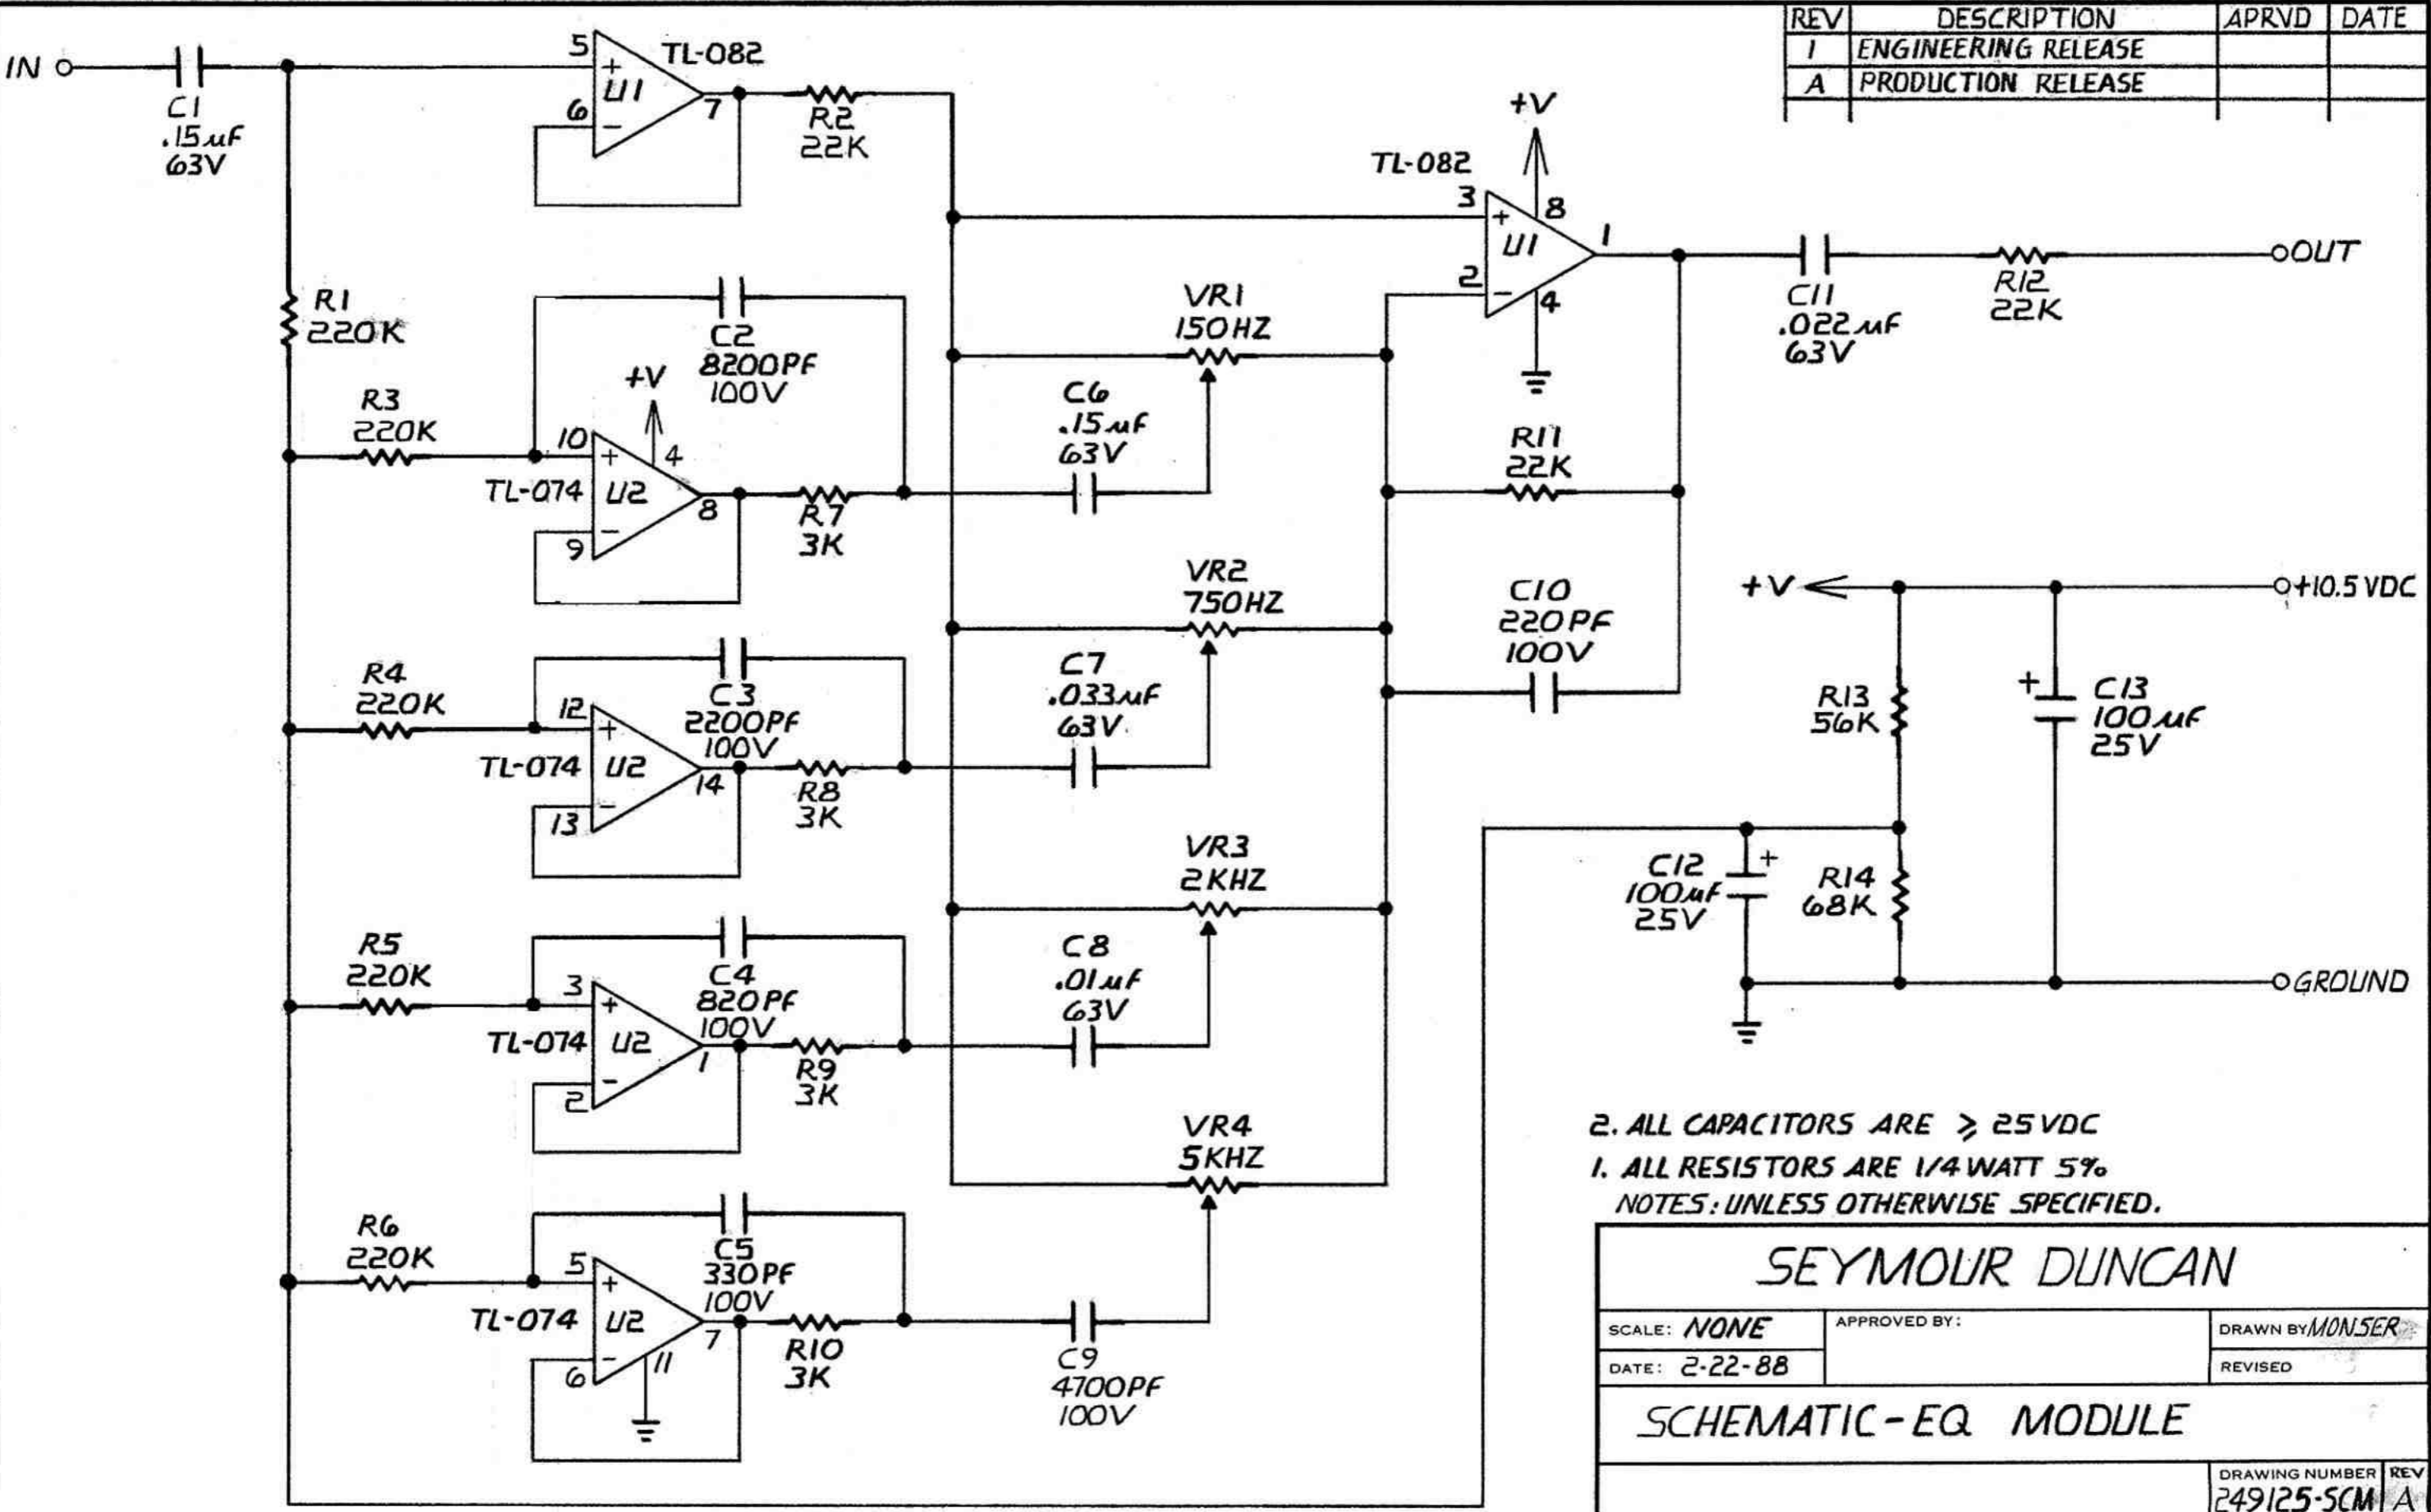 REV DESCRIPTION APRVD DATE
1 ENGINEERING RELEASE
A PRODUCTION RELEASE
IN
C1
.15µF
63V
5
+
TL-082
U1
6
-
7
R2
22K
R1
220K
C2
8200PF
100V
R3
220K
+V
10
+
4
TL-074
U2
8
9
-
R7
3K
C6
.15µF
63V
VR1
150HZ
TL-082
+V
3
+
8
U1
1
2
-
4
C11
.022µF
63V
R12
22K
OUT
R11
22K
C10
220PF
100V
R4
220K
C3
2200PF
100V
12
+
TL-074
U2
14
13
-
R8
3K
C7
.033µF
63V
VR2
750HZ
+V
+10.5VDC
R13
56K
+
C13
100µF
25V
R5
220K
C4
820PF
100V
3
+
TL-074
U2
1
2
-
R9
3K
C8
.01µF
63V
VR3
2KHZ
C12
100µF
25V
+
R14
68K
GROUND
R6
220K
C5
330PF
100V
5
+
TL-074
U2
7
6
-
11
R10
3K
C9
4700PF
100V
VR4
5KHZ
2. ALL CAPACITORS ARE ≥ 25VDC
1. ALL RESISTORS ARE 1/4 WATT 5%
NOTES: UNLESS OTHERWISE SPECIFIED.
SEYMOUR DUNCAN
SCALE: NONE
APPROVED BY:
DRAWN BY MONSER
DATE: 2-22-88
REVISED
SCHEMATIC-EQ MODULE
DRAWING NUMBER REV
249125-SCM A